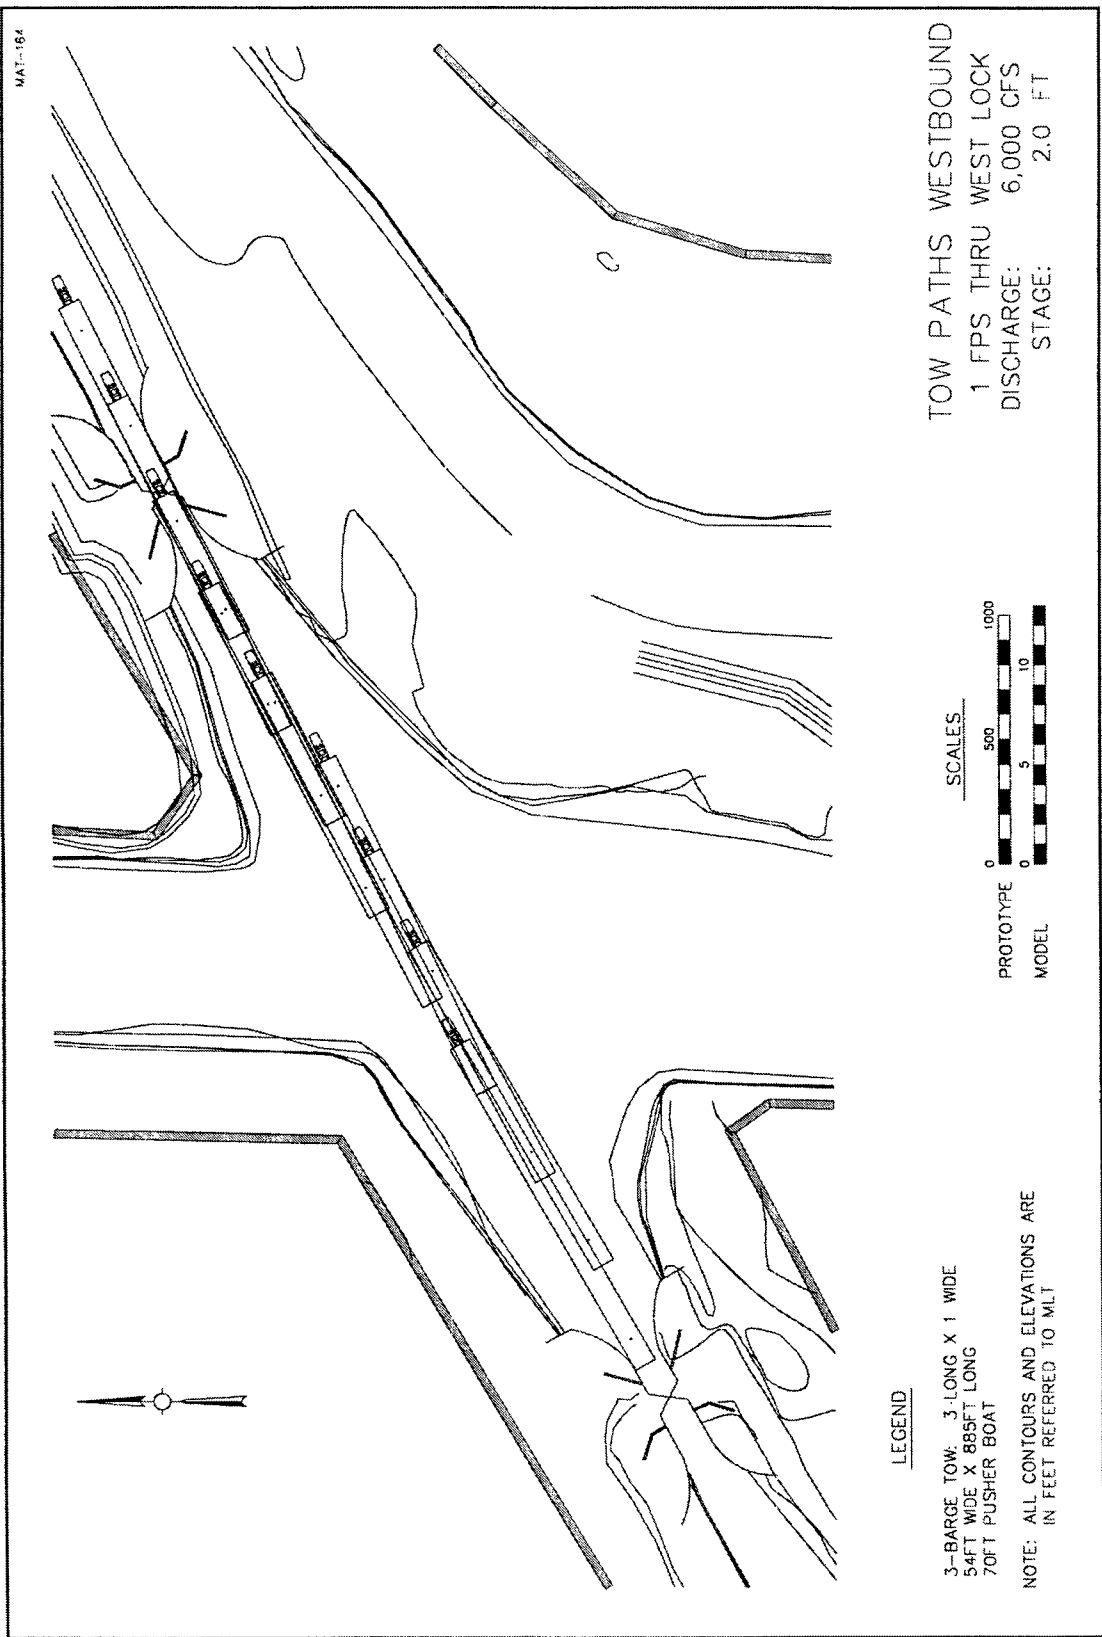 MAT-164
LEGEND
3-BARGE TOW: 3 LONG X 1 WIDE
54FT WIDE X 885FT LONG
70FT PUSHER BOAT
NOTE: ALL CONTOURS AND ELEVATIONS ARE
IN FEET REFERRED TO MLT
SCALES
PROTOTYPE 0 500 1000
MODEL 0 5 10
TOW PATHS WESTBOUND
1 FPS THRU WEST LOCK
DISCHARGE: 6,000 CFS
STAGE: 2.0 FT